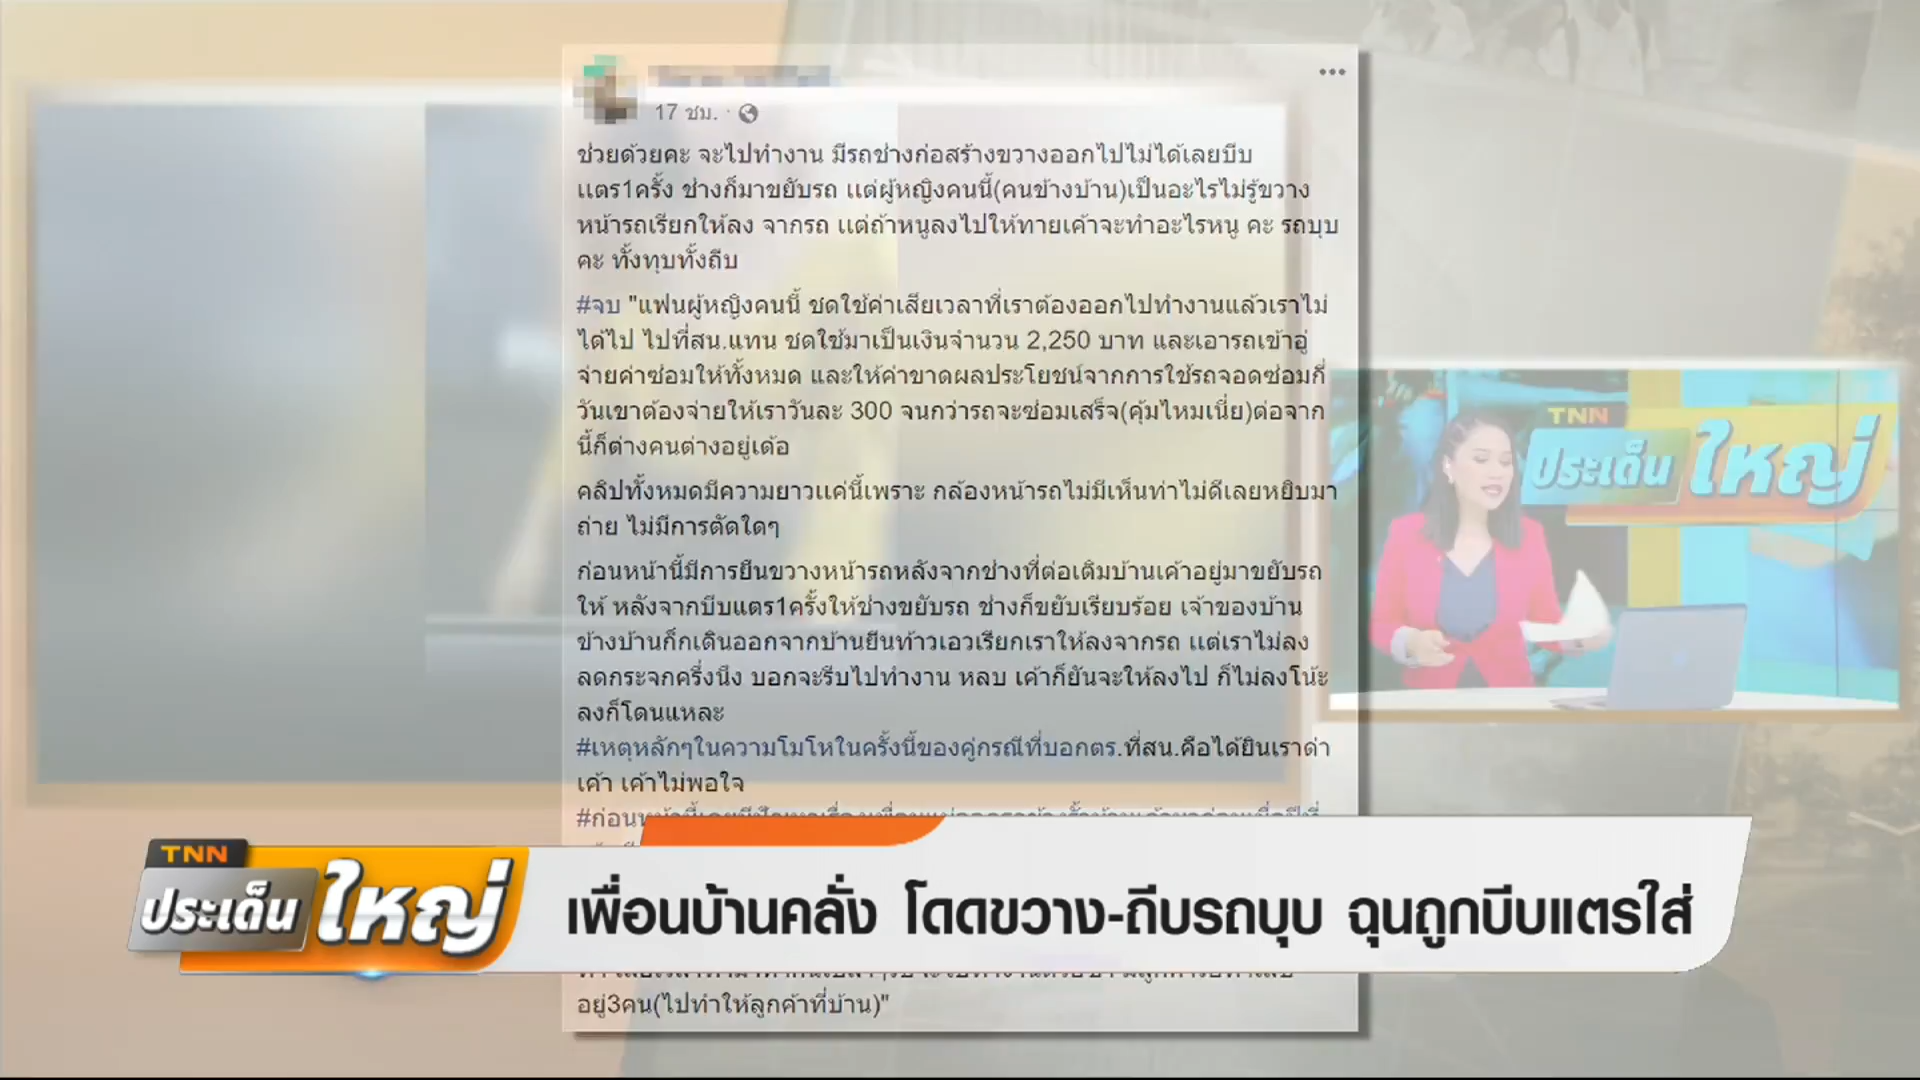 17 ชม.
ช่วยด้วยคะ จะไปทำงาน มีรถช่างก่อสร้างขวางออกไปไม่ได้เลยบีบ
แตร1ครั้ง ช่างก็มาขยับรถ แต่ผู้หญิงคนนี้(คนข้างบ้าน)เป็นอะไรไม่รู้ขวาง
หน้ารถเรียกให้ลง จากรถ แต่ถ้าหนูลงไปให้ทายเค้าจะทำอะไรหนู คะ รถบุบ
คะ ทั้งทุบทั้งถีบ
#จบ "แฟนผู้หญิงคนนี้ ชดใช้ค่าเสียเวลาที่เราต้องออกไปทำงานแล้วเราไม่
ได้ไป ไปที่สน.แทน ชดใช้มาเป็นเงินจำนวน 2,250 บาท และเอารถเข้าอู่
จ่ายค่าซ่อมให้ทั้งหมด และให้ค่าขาดผลประโยชน์จากการใช้รถจอดซ่อมกี่
วันเขาต้องจ่ายให้เราวันละ 300 จนกว่ารถจะซ่อมเสร็จ(คุ้มไหมเนี่ย)ต่อจาก
นี้ก็ต่างคนต่างอยู่เด้อ
คลิปทั้งหมดมีความยาวแค่นี้เพราะ กล้องหน้ารถไม่มีเห็นท่าไม่ดีเลยหยิบมา
ถ่าย ไม่มีการตัดใดๆ
ก่อนหน้านี้มีการยืนขวางหน้ารถหลังจากช่างที่ต่อเติมบ้านเค้าอยู่มาขยับรถ
ให้ หลังจากบีบแตร1ครั้งให้ช่างขยับรถ ช่างก็ขยับเรียบร้อย เจ้าของบ้าน
ข้างบ้านก็กเดินออกจากบ้านยืนท้าวเอวเรียกเราให้ลงจากรถ แต่เราไม่ลง
ลดกระจกครึ่งนึง บอกจะรีบไปทำงาน หลบ เค้าก็ยันจะให้ลงไป ก็ไม่ลงโน้ะ
ลงก็โดนแหละ
#เหตุหลักๆในความโมโหในครั้งนี้ของคู่กรณีที่บอกตร.ที่สน.คือได้ยินเราด่า
เค้า เค้าไม่พอใจ
อยู่3คน(ไปทำให้ลูกค้าที่บ้าน)"
TNN
ประเด็น ใหญ่
TNN
ประเด็น ใหญ่
เพื่อนบ้านคลั่ง โดดขวาง-ถีบรถบุบ ฉุนถูกบีบแตรใส่